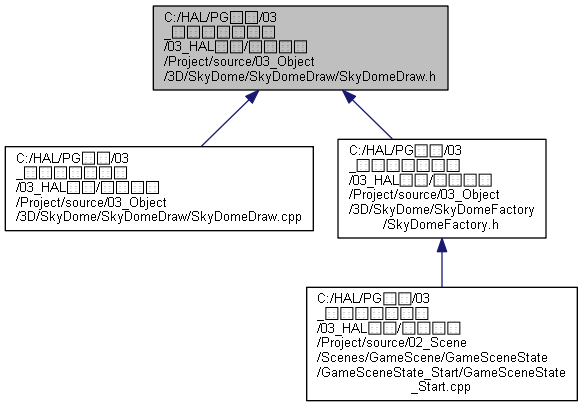 C:/HAL/PG□□/03
_□□□□□□□
/03_HAL□□/□□□□
/Project/source/03_Object
/3D/SkyDome/SkyDomeDraw/SkyDomeDraw.h
C:/HAL/PG□□/03
_□□□□□□□
/03_HAL□□/□□□□
/Project/source/03_Object
/3D/SkyDome/SkyDomeDraw/SkyDomeDraw.cpp
C:/HAL/PG□□/03
_□□□□□□□
/03_HAL□□/□□□□
/Project/source/03_Object
/3D/SkyDome/SkyDomeFactory
/SkyDomeFactory.h
C:/HAL/PG□□/03
_□□□□□□□
/03_HAL□□/□□□□
/Project/source/02_Scene
/Scenes/GameScene/GameSceneState
/GameSceneState_Start/GameSceneState
_Start.cpp